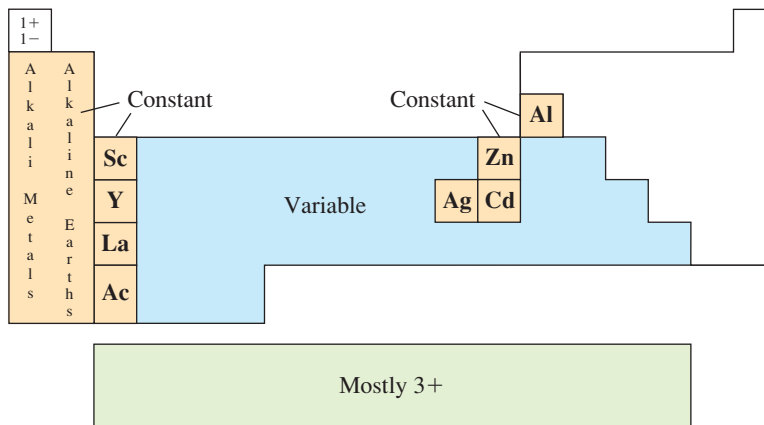 1+
1−
Alkali Metals
Alkaline Earths
Constant
Constant
Al
Sc
Zn
Y
Variable
Ag
Cd
La
Ac
Mostly 3+